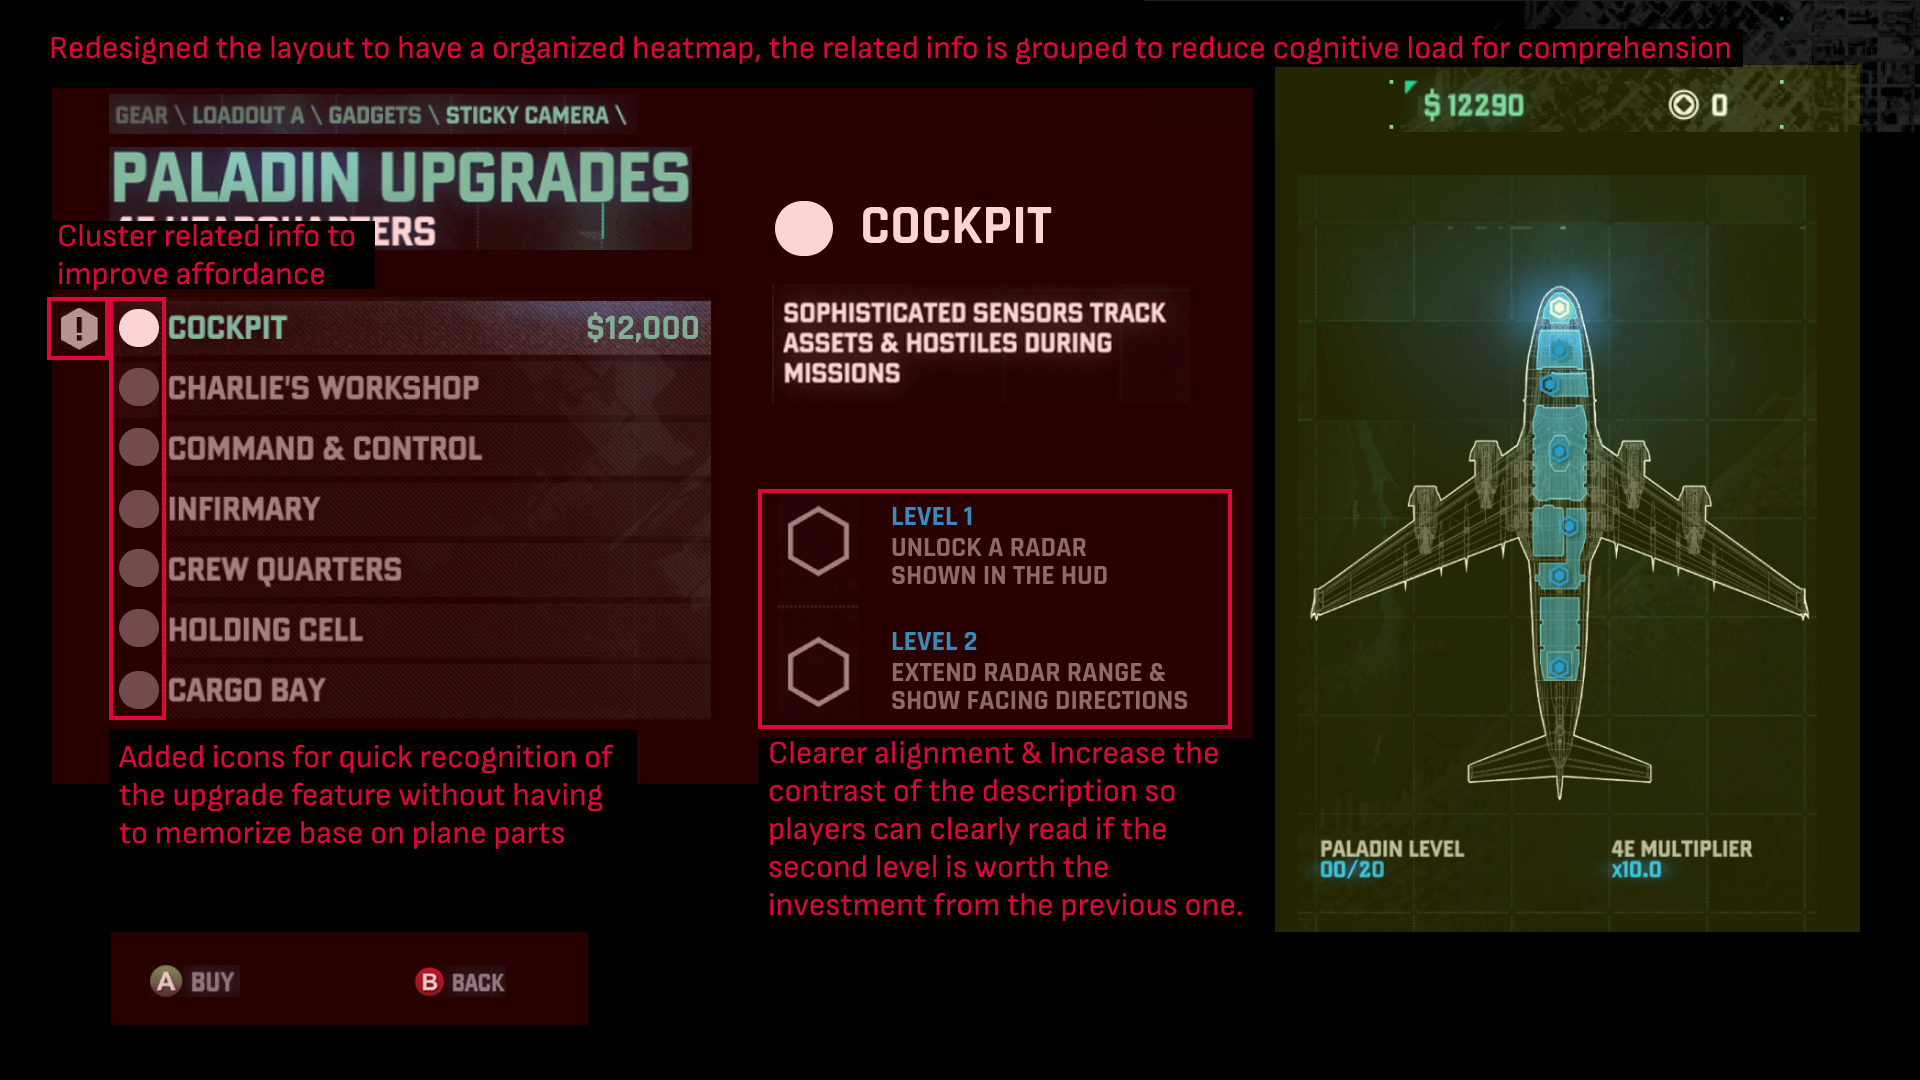 Redesigned the layout to have a organized heatmap, the related info is grouped to reduce cognitive load for comprehension
GEAR \ LOADOUT A \ GADGETS \ STICKY CAMERA \
PALADIN UPGRADES
Cluster related info to
improve affordance
! COCKPIT $12,000
CHARLIE'S WORKSHOP
COMMAND & CONTROL
INFIRMARY
CREW QUARTERS
HOLDING CELL
CARGO BAY
Added icons for quick recognition of
the upgrade feature without having
to memorize base on plane parts
A BUY
B BACK
COCKPIT
SOPHISTICATED SENSORS TRACK
ASSETS & HOSTILES DURING
MISSIONS
LEVEL 1
UNLOCK A RADAR
SHOWN IN THE HUD
LEVEL 2
EXTEND RADAR RANGE &
SHOW FACING DIRECTIONS
Clearer alignment & Increase the
contrast of the description so
players can clearly read if the
second level is worth the
investment from the previous one.
$ 12290
0
PALADIN LEVEL
00/20
4E MULTIPLIER
x10.0